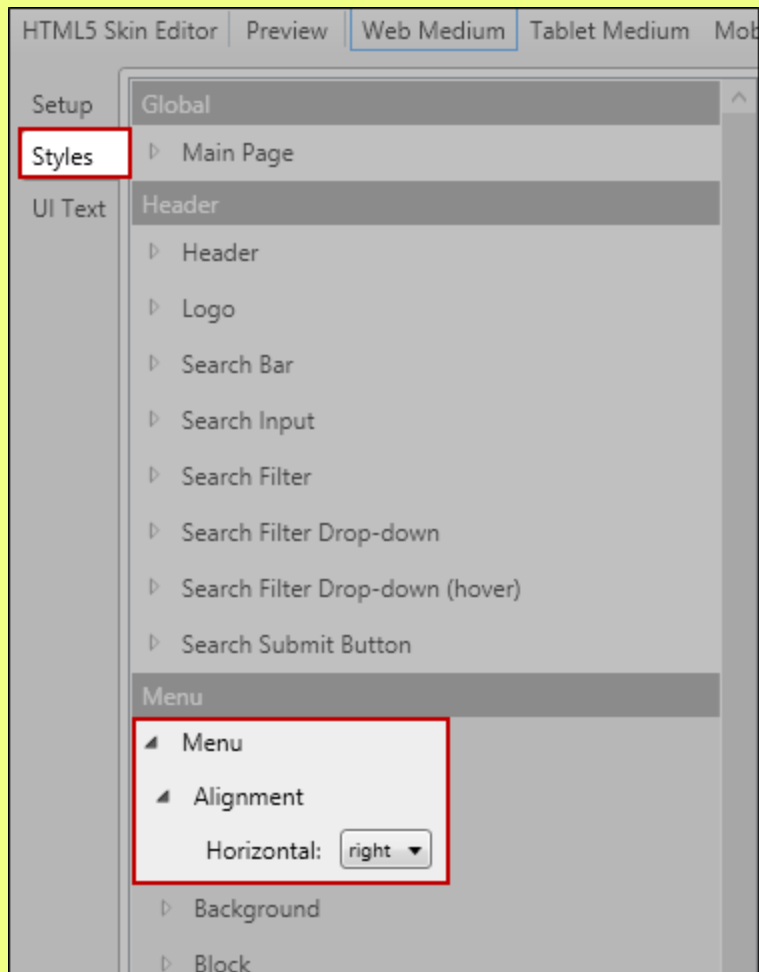 HTML5 Skin Editor Preview Web Medium Tablet Medium Mob
Setup
Styles
UI Text
Global
Main Page
Header
Header
Logo
Search Bar
Search Input
Search Filter
Search Filter Drop-down
Search Filter Drop-down (hover)
Search Submit Button
Menu
Menu
Alignment
Horizontal: right
Background
Block